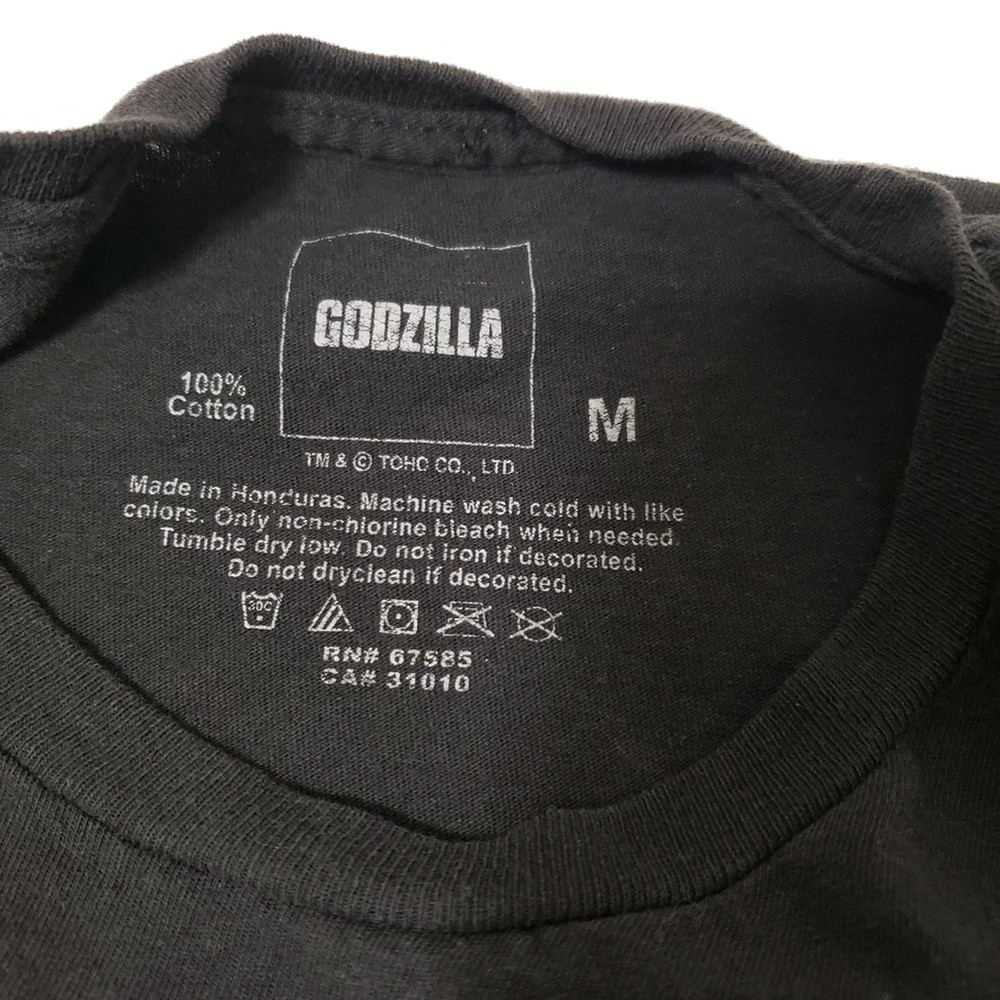 GODZILLA
100%
Cotton
M
TM & © TOHO CO., LTD.
Made in Honduras. Machine wash cold with like
colors. Only non-chlorine bleach when needed.
Tumble dry low. Do not iron if decorated.
Do not dryclean if decorated.
30C
RN# 67585
CA# 31010